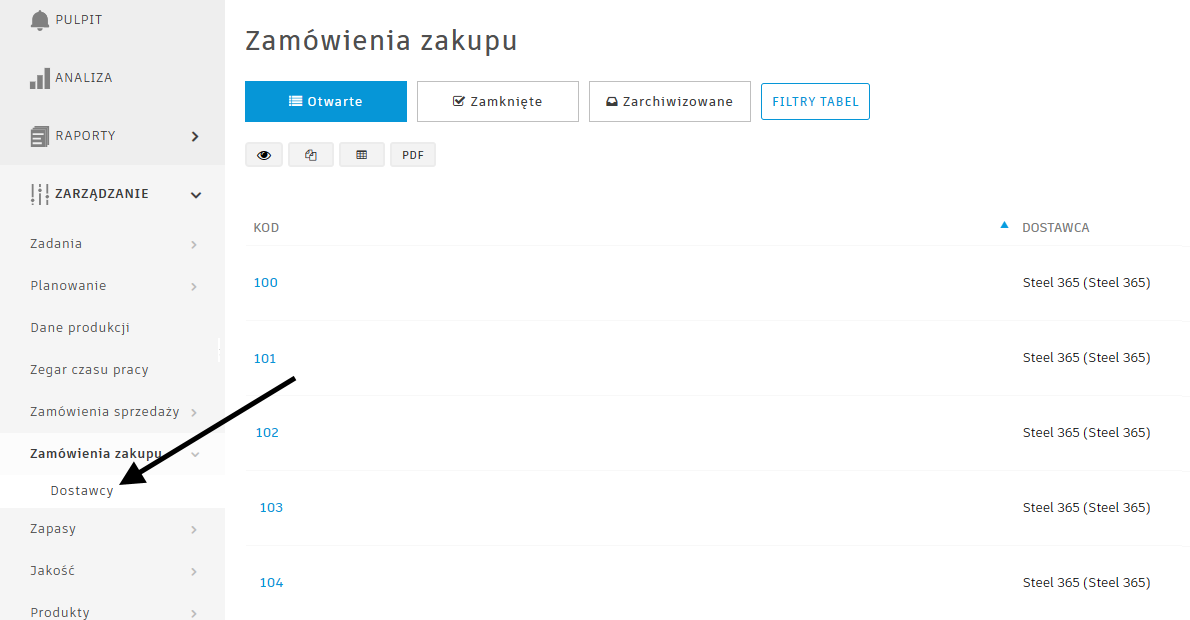 PULPIT
ANALIZA
RAPORTY
ZARZĄDZANIE
Zadania
Planowanie
Dane produkcji
Zegar czasu pracy
Zamówienia sprzedaży
Zamówienia zakupu
Dostawcy
Zapasy
Jakość
Produkty
Zamówienia zakupu
Otwarte Zamknięte Zarchiwizowane FILTRY TABEL
PDF
KOD DOSTAWCA
100 Steel 365 (Steel 365)
101 Steel 365 (Steel 365)
102 Steel 365 (Steel 365)
103 Steel 365 (Steel 365)
104 Steel 365 (Steel 365)